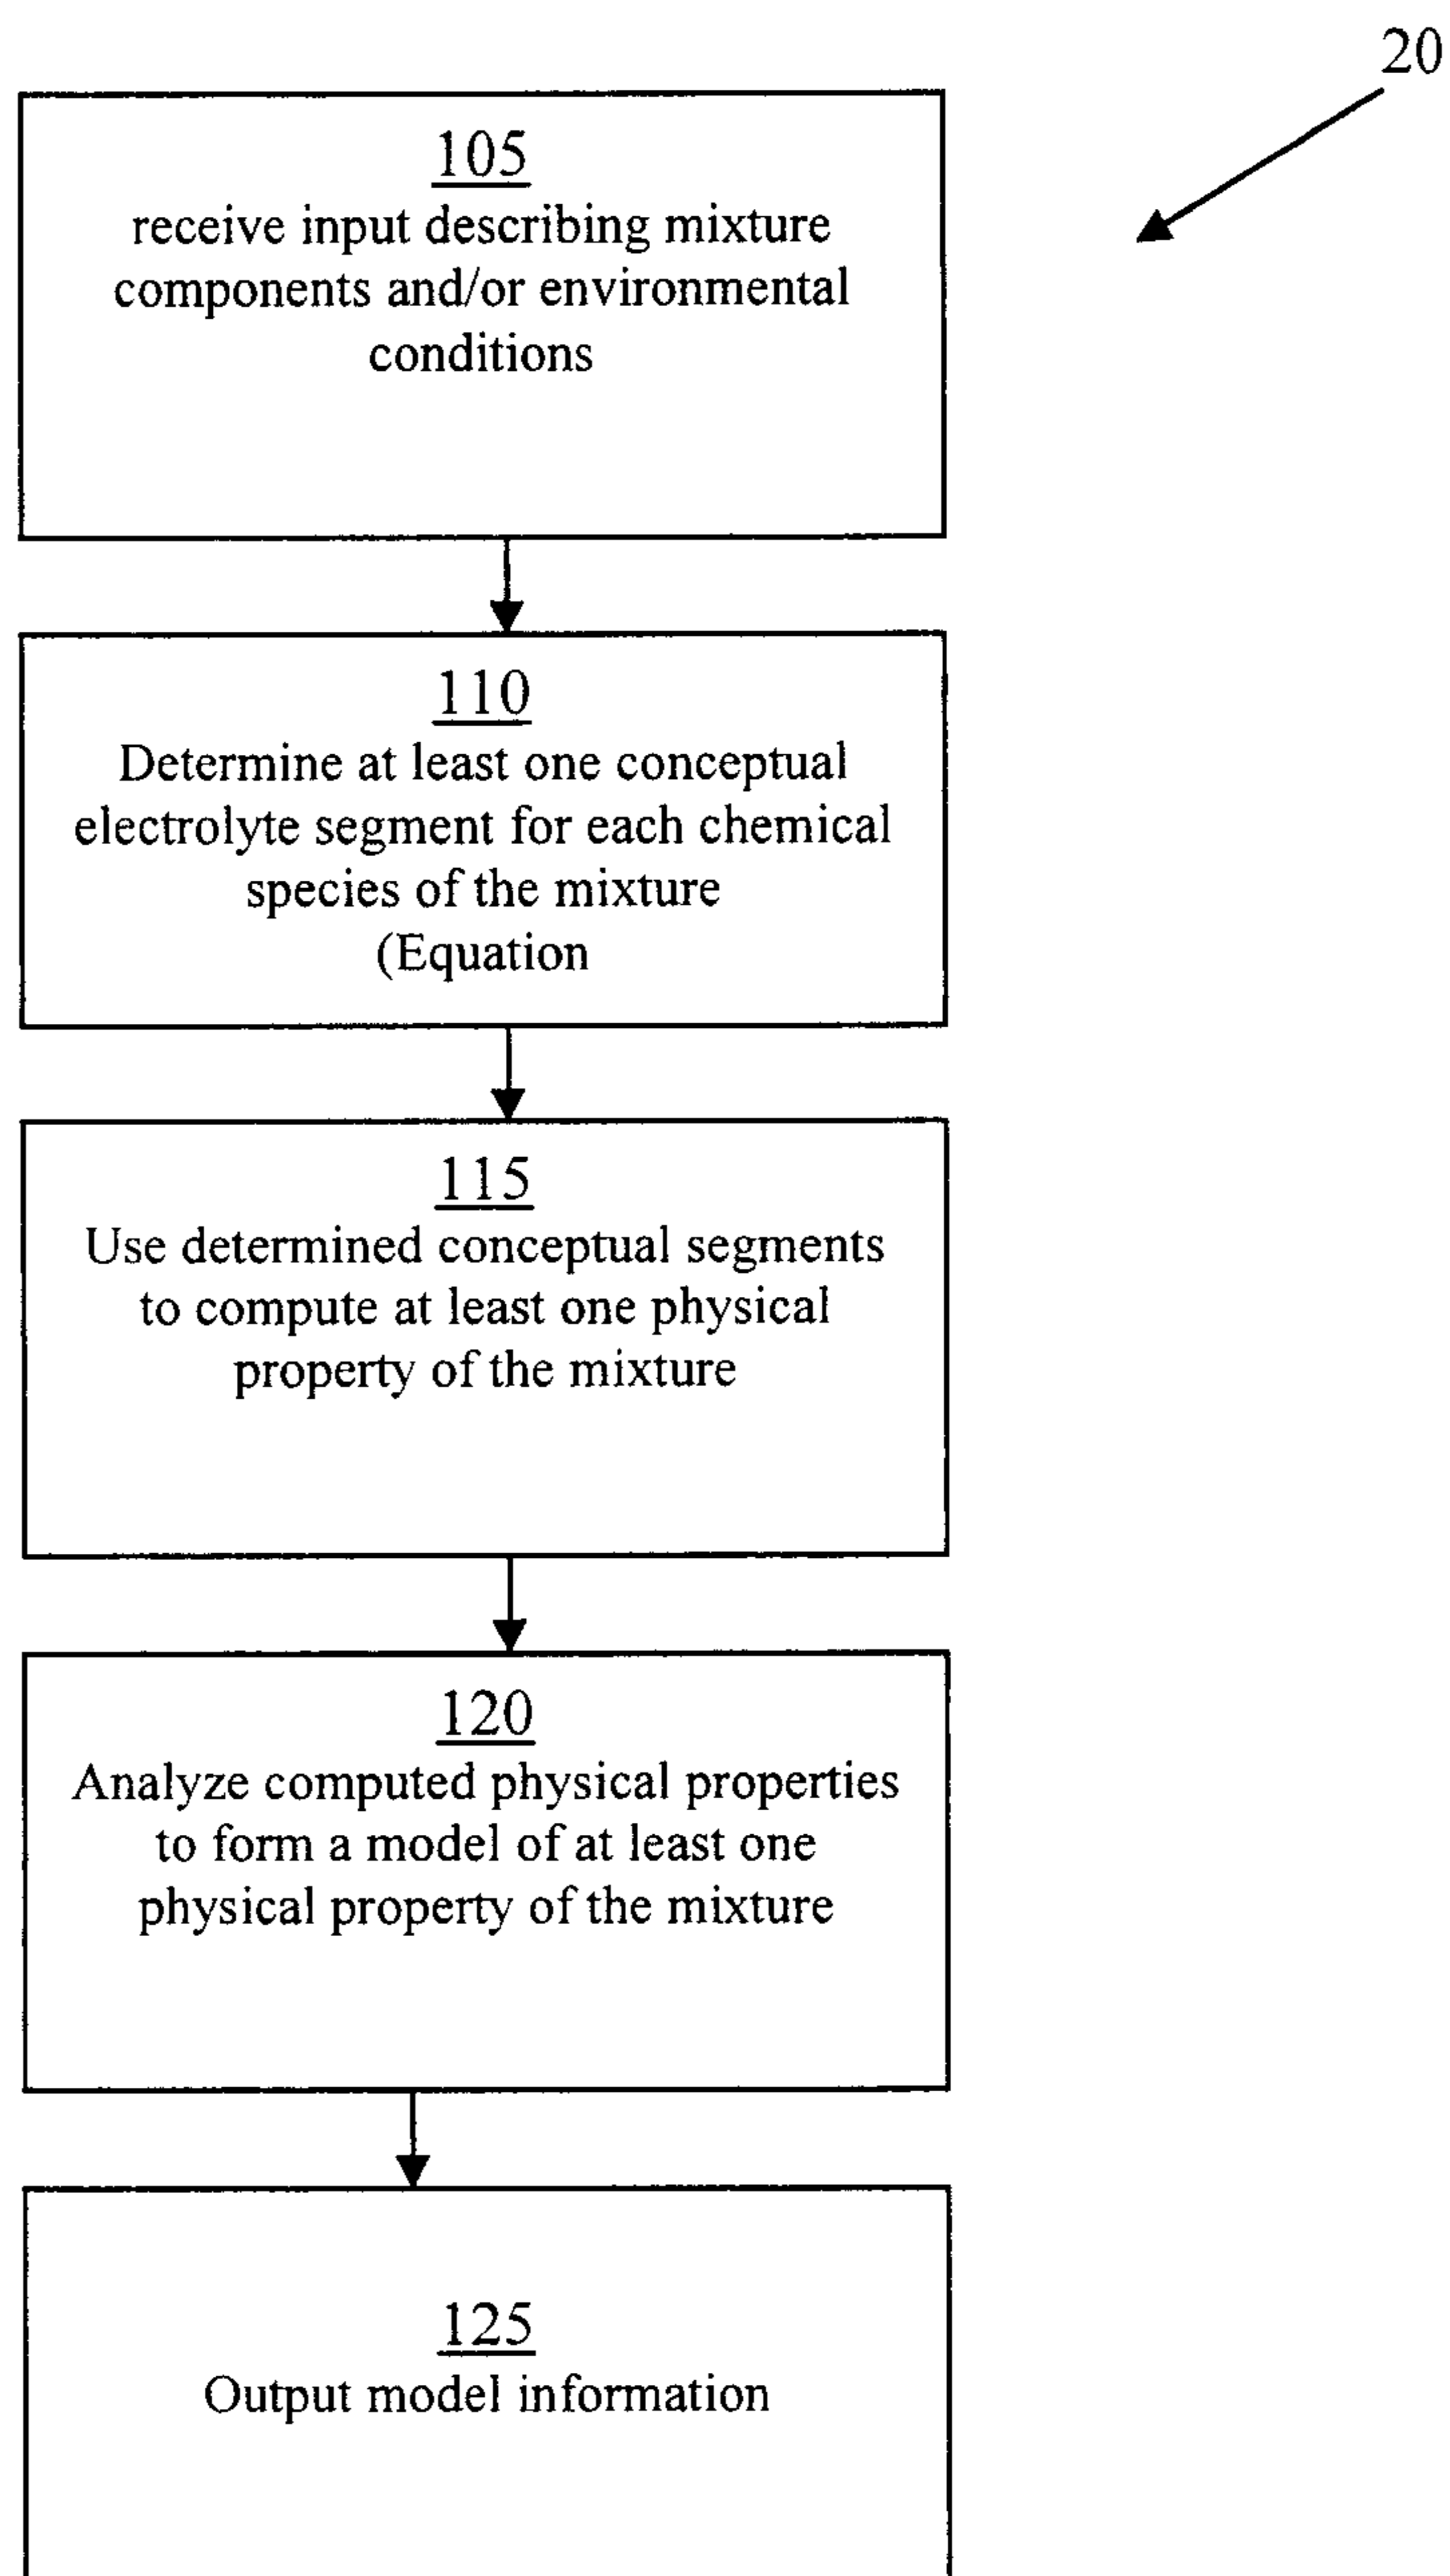 20
105
receive input describing mixture
components and/or environmental
conditions
110
Determine at least one conceptual
electrolyte segment for each chemical
species of the mixture
(Equation
115
Use determined conceptual segments
to compute at least one physical
property of the mixture
120
Analyze computed physical properties
to form a model of at least one
physical property of the mixture
125
Output model information